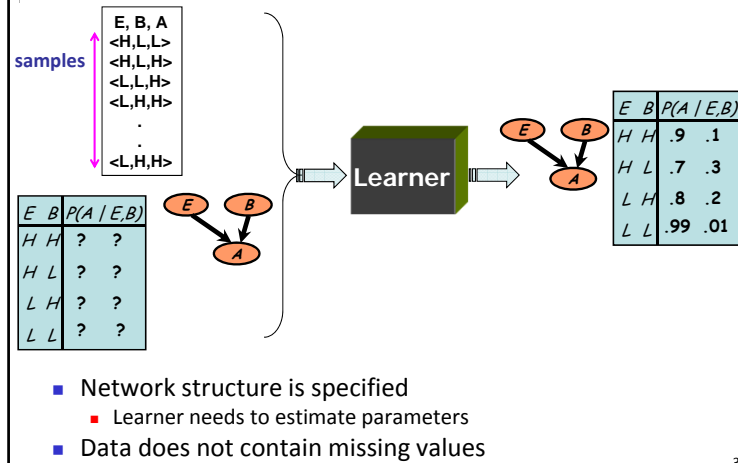 E, B, A
<H,L,L>
<H,L,H>
<L,L,H>
<L,H,H>
.
.
<L,H,H>
samples
E B P(A | E,B)
H H ? ?
H L ? ?
L H ? ?
L L ? ?
E B
A
Learner
E B
A
E B P(A | E,B)
H H .9 .1
H L .7 .3
L H .8 .2
L L .99 .01
Network structure is specified
Learner needs to estimate parameters
Data does not contain missing values